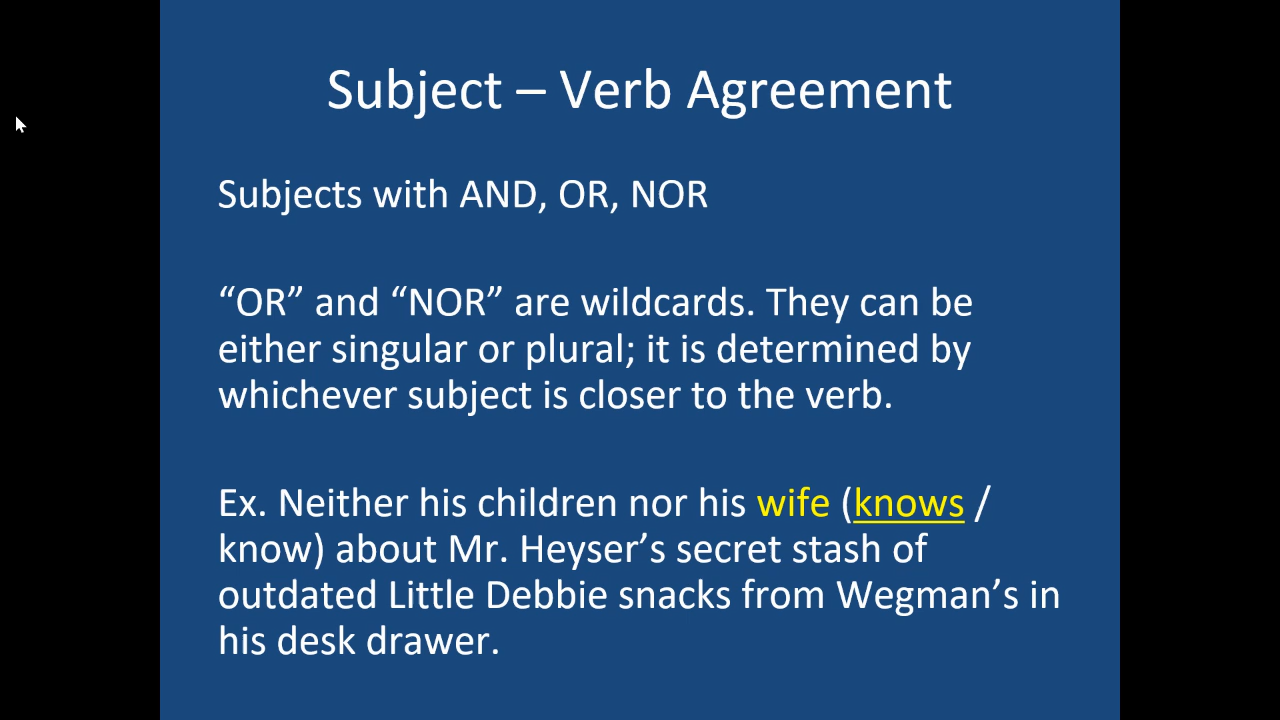 Subject – Verb Agreement
Subjects with AND, OR, NOR
“OR” and “NOR” are wildcards. They can be
either singular or plural; it is determined by
whichever subject is closer to the verb.
Ex. Neither his children nor his wife (knows /
know) about Mr. Heyser’s secret stash of
outdated Little Debbie snacks from Wegman’s in
his desk drawer.